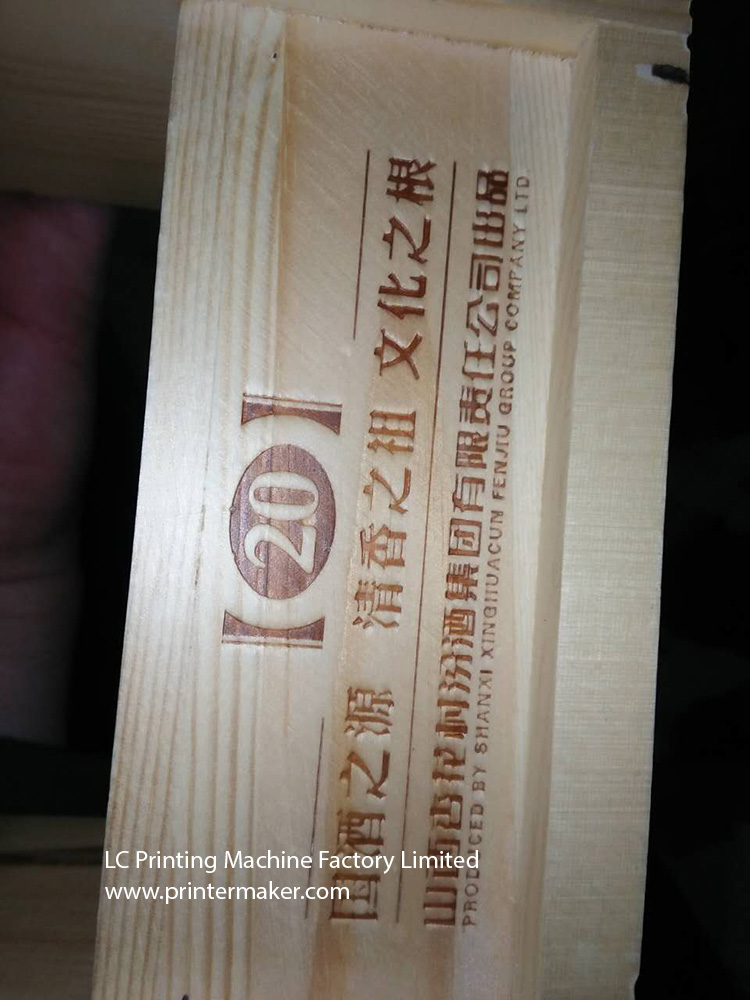 【20】
国酒之源 清香之祖 文化之根
山西杏花村汾酒集团有限责任公司出品
PRODUCED BY SHANXI XINGHUACUN FENJIU GROUP COMPANY LTD
LC Printing Machine Factory Limited
www.printermaker.com